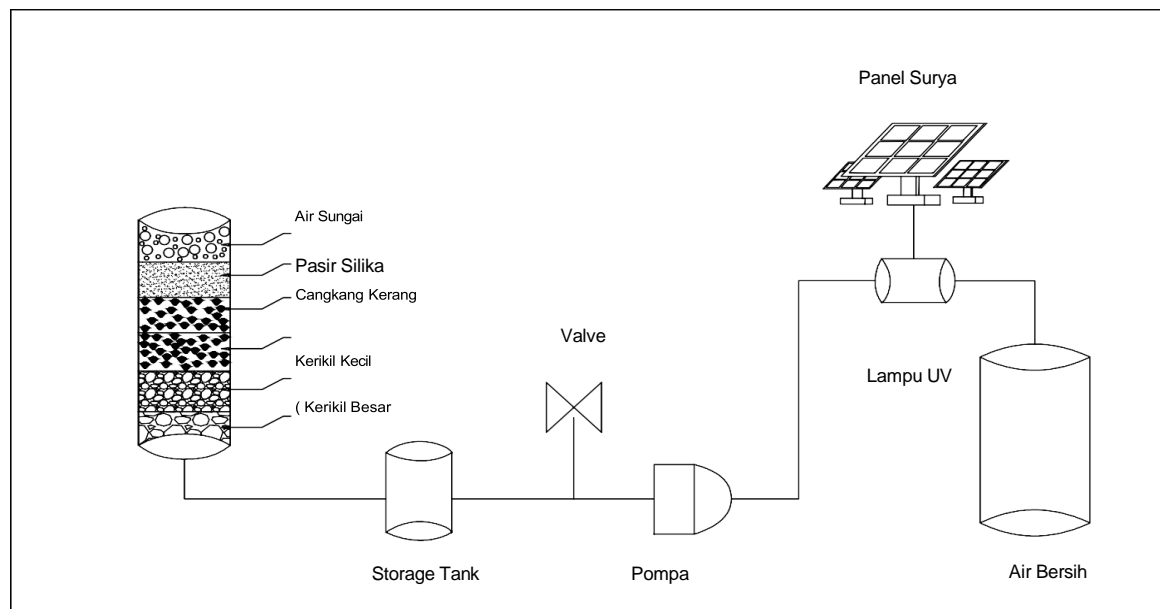 Panel Surya
Air Sungai
Pasir Silika
Cangkang Kerang
Kerikil Kecil
( Kerikil Besar
Valve
Lampu UV
Storage Tank
Pompa
Air Bersih